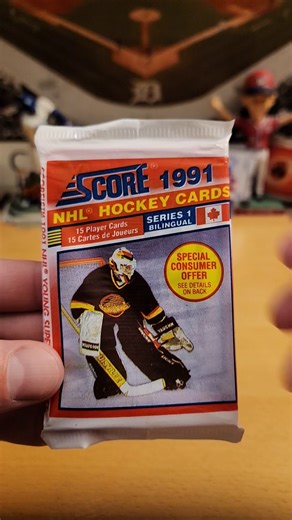 SCORE 1991
NHL HOCKEY CARDS
15 Player Cards
15 Cartes de Joueurs
SERIES 1
BILINGUAL
SPECIAL
CONSUMER
OFFER
SEE DETAILS
ON BACK